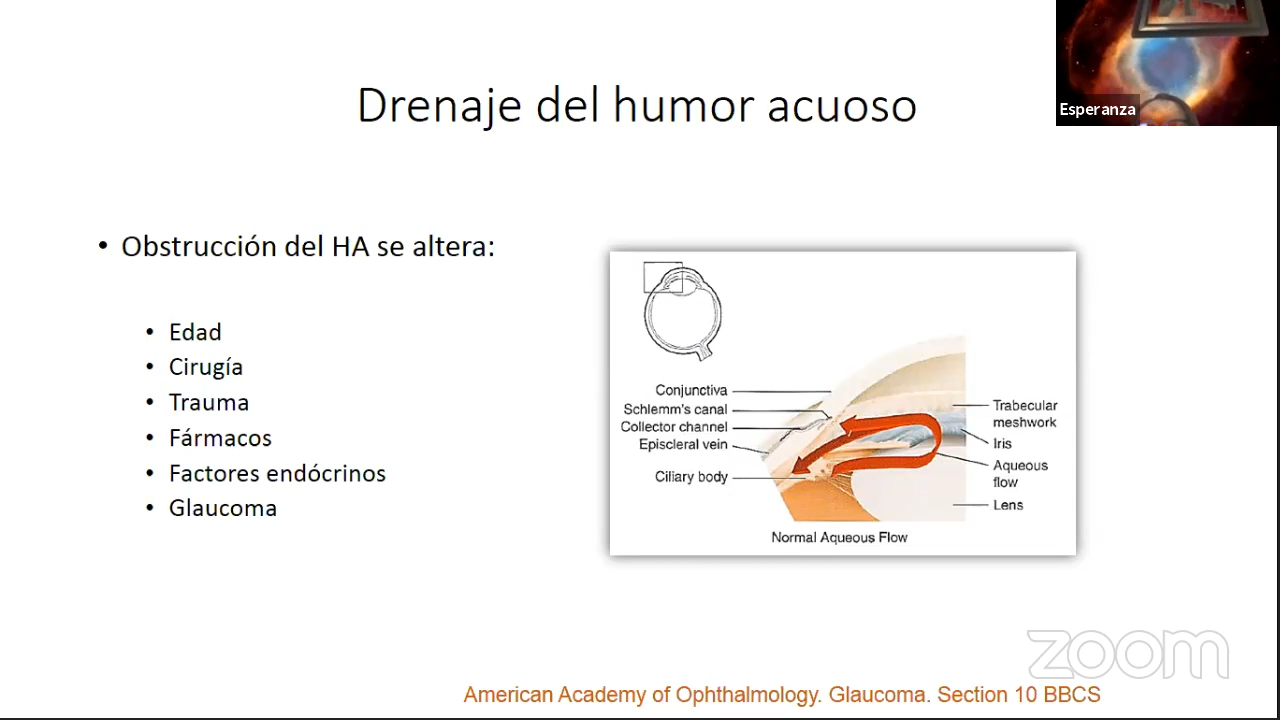 Esperanza
Drenaje del humor acuoso
• Obstrucción del HA se altera:
• Edad
• Cirugía
• Trauma
• Fármacos
• Factores endócrinos
• Glaucoma
Conjunctiva
Schlemm's canal
Collector channel
Episcleral vein
Ciliary body
Trabecular
meshwork
Iris
Aqueous
flow
Lens
Normal Aqueous Flow
zoom
American Academy of Ophthalmology. Glaucoma. Section 10 BBCS